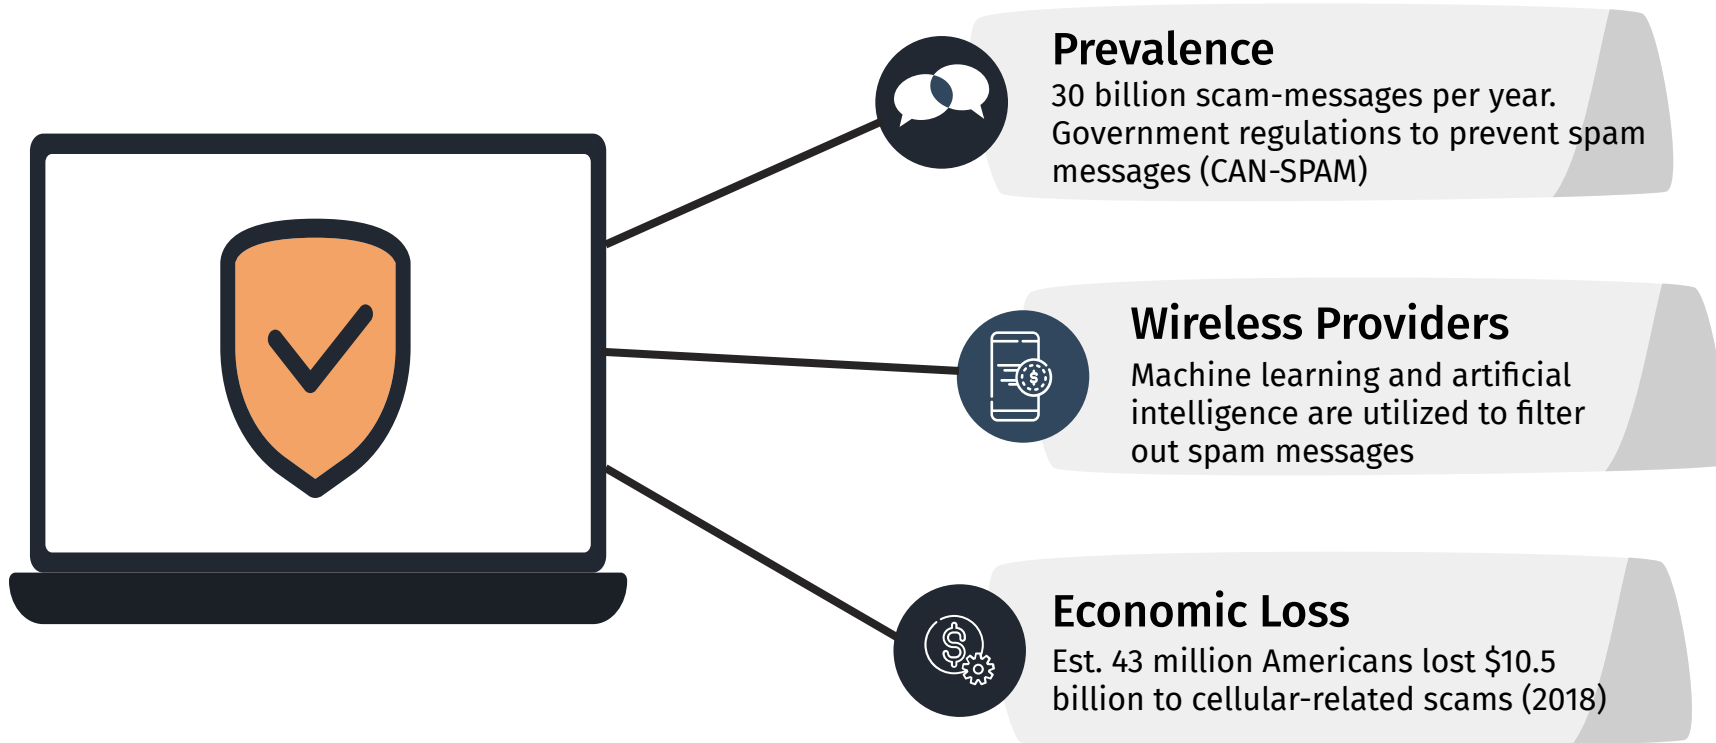 Prevalence
30 billion scam-messages per year.
Government regulations to prevent spam
messages (CAN-SPAM)
Wireless Providers
Machine learning and artificial
intelligence are utilized to filter
out spam messages
Economic Loss
Est. 43 million Americans lost $10.5
billion to cellular-related scams (2018)